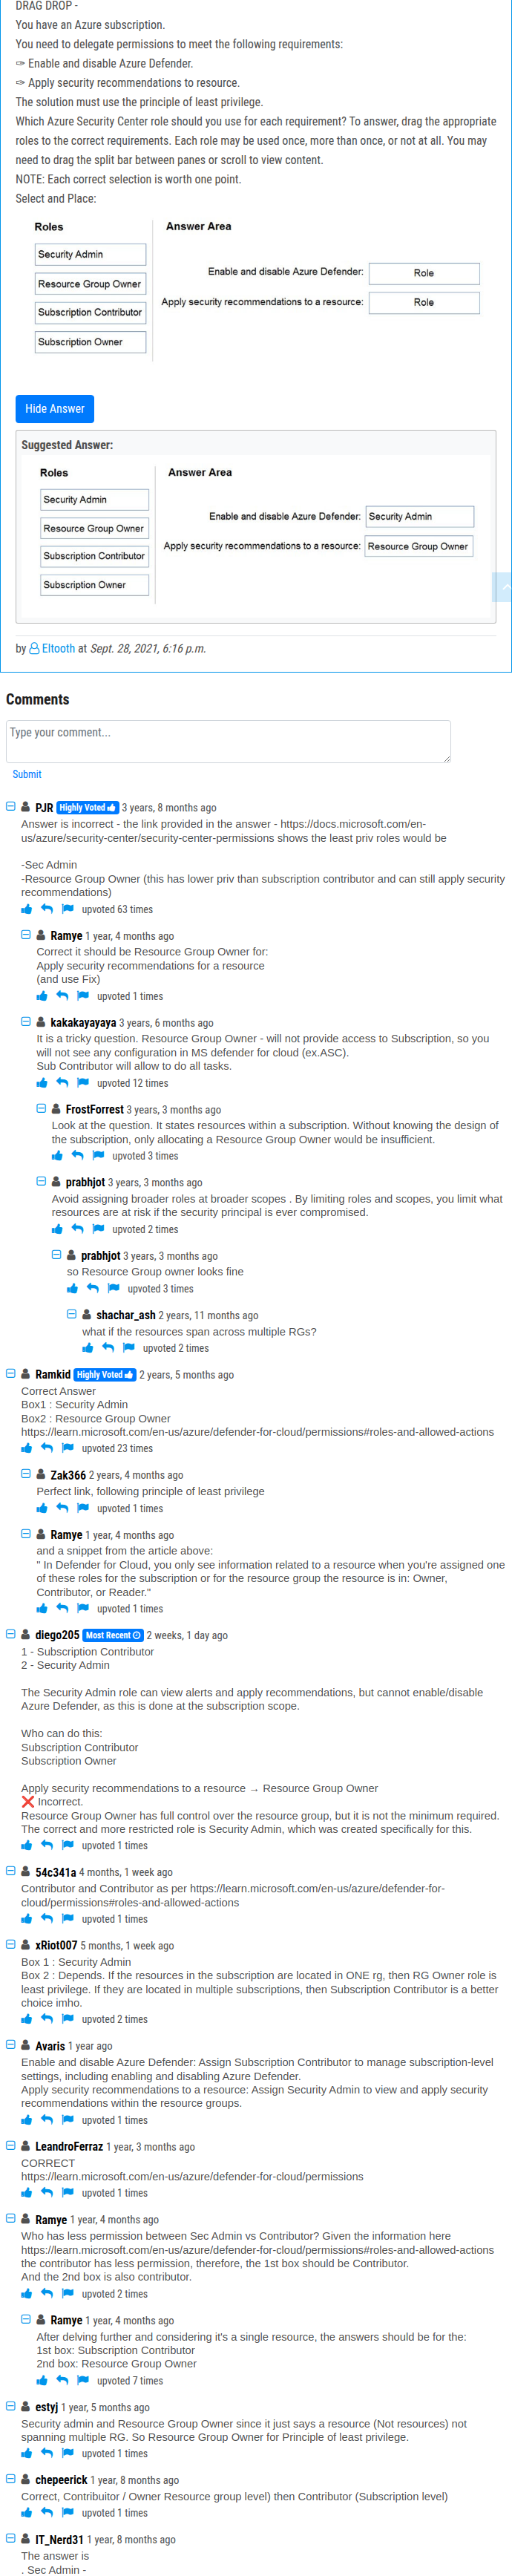 DRAG DROP -
You have an Azure subscription.
You need to delegate permissions to meet the following requirements:
✑ Enable and disable Azure Defender.
✑ Apply security recommendations to resource.
The solution must use the principle of least privilege.
Which Azure Security Center role should you use for each requirement? To answer, drag the appropriate
roles to the correct requirements. Each role may be used once, more than once, or not at all. You may
need to drag the split bar between panes or scroll to view content.
NOTE: Each correct selection is worth one point.
Select and Place:
Roles
Answer Area
Security Admin
Resource Group Owner
Subscription Contributor
Subscription Owner
Enable and disable Azure Defender: Role
Apply security recommendations to a resource: Role
Hide Answer
Suggested Answer:
Roles
Answer Area
Security Admin
Resource Group Owner
Subscription Contributor
Subscription Owner
Enable and disable Azure Defender: Security Admin
Apply security recommendations to a resource: Resource Group Owner
by Eltooth at Sept. 28, 2021, 6:16 p.m.
Comments
Type your comment...
Submit
PJR Highly Voted 3 years, 8 months ago
Answer is incorrect - the link provided in the answer - https://docs.microsoft.com/en-
us/azure/security-center/security-center-permissions shows the least priv roles would be
-Sec Admin
-Resource Group Owner (this has lower priv than subscription contributor and can still apply security
recommendations)
upvoted 63 times
Ramye 1 year, 4 months ago
Correct it should be Resource Group Owner for:
Apply security recommendations for a resource
(and use Fix)
upvoted 1 times
kakakayayaya 3 years, 6 months ago
It is a tricky question. Resource Group Owner - will not provide access to Subscription, so you
will not see any configuration in MS defender for cloud (ex.ASC).
Sub Contributor will allow to do all tasks.
upvoted 12 times
FrostForrest 3 years, 3 months ago
Look at the question. It states resources within a subscription. Without knowing the design of
the subscription, only allocating a Resource Group Owner would be insufficient.
upvoted 3 times
prabhjot 3 years, 3 months ago
Avoid assigning broader roles at broader scopes . By limiting roles and scopes, you limit what
resources are at risk if the security principal is ever compromised.
upvoted 2 times
prabhjot 3 years, 3 months ago
so Resource Group owner looks fine
upvoted 3 times
shachar_ash 2 years, 11 months ago
what if the resources span across multiple RGs?
upvoted 2 times
Ramkid Highly Voted 2 years, 5 months ago
Correct Answer
Box1 : Security Admin
Box2 : Resource Group Owner
https://learn.microsoft.com/en-us/azure/defender-for-cloud/permissions#roles-and-allowed-actions
upvoted 23 times
Zak366 2 years, 4 months ago
Perfect link, following principle of least privilege
upvoted 1 times
Ramye 1 year, 4 months ago
and a snippet from the article above:
" In Defender for Cloud, you only see information related to a resource when you're assigned one
of these roles for the subscription or for the resource group the resource is in: Owner,
Contributor, or Reader."
upvoted 1 times
diego205 Most Recent 2 weeks, 1 day ago
1 - Subscription Contributor
2 - Security Admin
The Security Admin role can view alerts and apply recommendations, but cannot enable/disable
Azure Defender, as this is done at the subscription scope.
Who can do this:
Subscription Contributor
Subscription Owner
Apply security recommendations to a resource → Resource Group Owner
❌ Incorrect.
Resource Group Owner has full control over the resource group, but it is not the minimum required.
The correct and more restricted role is Security Admin, which was created specifically for this.
upvoted 1 times
54c341a 4 months, 1 week ago
Contributor and Contributor as per https://learn.microsoft.com/en-us/azure/defender-for-
cloud/permissions#roles-and-allowed-actions
upvoted 1 times
xRiot007 5 months, 1 week ago
Box 1 : Security Admin
Box 2 : Depends. If the resources in the subscription are located in ONE rg, then RG Owner role is
least privilege. If they are located in multiple subscriptions, then Subscription Contributor is a better
choice imho.
upvoted 2 times
Avaris 1 year ago
Enable and disable Azure Defender: Assign Subscription Contributor to manage subscription-level
settings, including enabling and disabling Azure Defender.
Apply security recommendations to a resource: Assign Security Admin to view and apply security
recommendations within the resource groups.
upvoted 1 times
LeandroFerraz 1 year, 3 months ago
CORRECT
https://learn.microsoft.com/en-us/azure/defender-for-cloud/permissions
upvoted 1 times
Ramye 1 year, 4 months ago
Who has less permission between Sec Admin vs Contributor? Given the information here
https://learn.microsoft.com/en-us/azure/defender-for-cloud/permissions#roles-and-allowed-actions
the contributor has less permission, therefore, the 1st box should be Contributor.
And the 2nd box is also contributor.
upvoted 2 times
Ramye 1 year, 4 months ago
After delving further and considering it's a single resource, the answers should be for the:
1st box: Subscription Contributor
2nd box: Resource Group Owner
upvoted 7 times
estyj 1 year, 5 months ago
Security admin and Resource Group Owner since it just says a resource (Not resources) not
spanning multiple RG. So Resource Group Owner for Principle of least privilege.
upvoted 1 times
chepeerick 1 year, 8 months ago
Correct, Contribuitor / Owner Resource group level) then Contributor (Subscription level)
upvoted 1 times
IT_Nerd31 1 year, 8 months ago
The answer is
. Sec Admin -